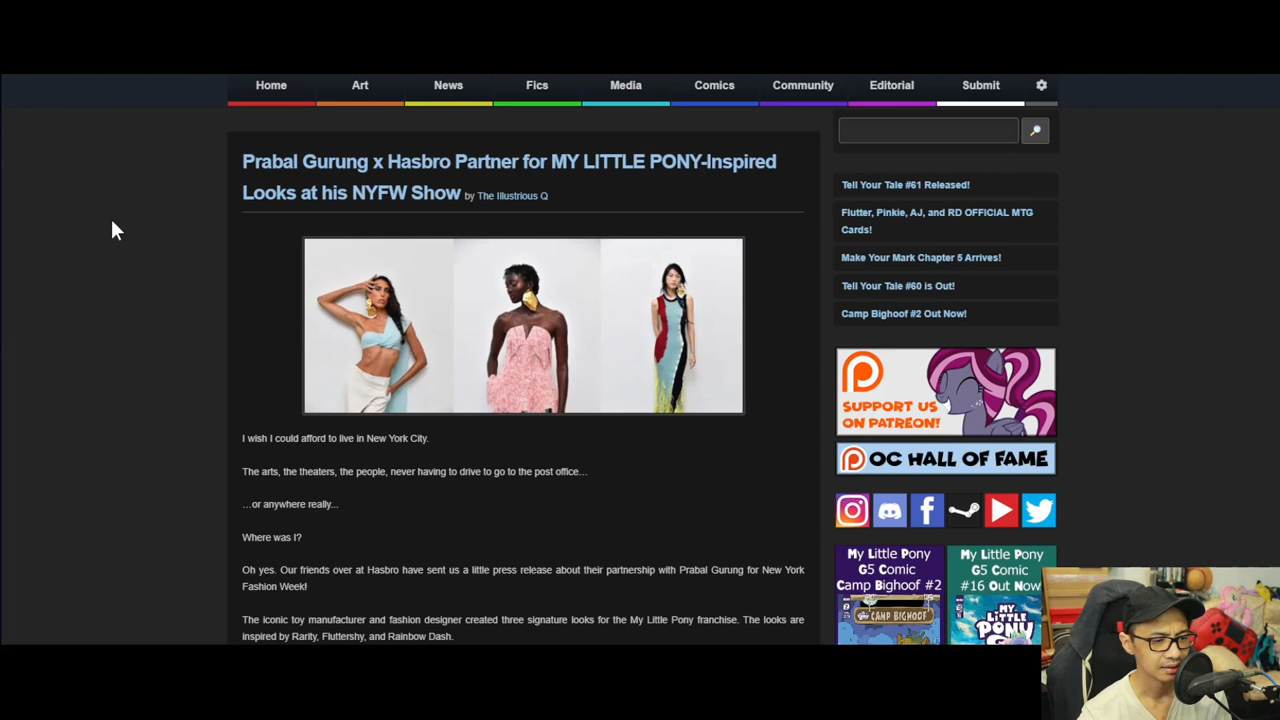 Home Art News Fics Media Comics Community Editorial Submit
Prabal Gurung x Hasbro Partner for MY LITTLE PONY-Inspired
Looks at his NYFW Show by The Illustrious Q
I wish I could afford to live in New York City.
The arts, the theaters, the people, never having to drive to go to the post office…
…or anywhere really...
Where was I?
Oh yes. Our friends over at Hasbro have sent us a little press release about their partnership with Prabal Gurung for New York
Fashion Week!
The iconic toy manufacturer and fashion designer created three signature looks for the My Little Pony franchise. The looks are
inspired by Rarity, Fluttershy, and Rainbow Dash.
Tell Your Tale #61 Released!
Flutter, Pinkie, AJ, and RD OFFICIAL MTG
Cards!
Make Your Mark Chapter 5 Arrives!
Tell Your Tale #60 is Out!
Camp Bighoof #2 Out Now!
SUPPORT US
ON PATREON!
OC HALL OF FAME
My Little Pony
G5 Comic
Camp Bighoof #2
CAMP BIGHOOF
My Little Pony
G5 Comic
#16 Out Now
MY
LITTLE
PONY